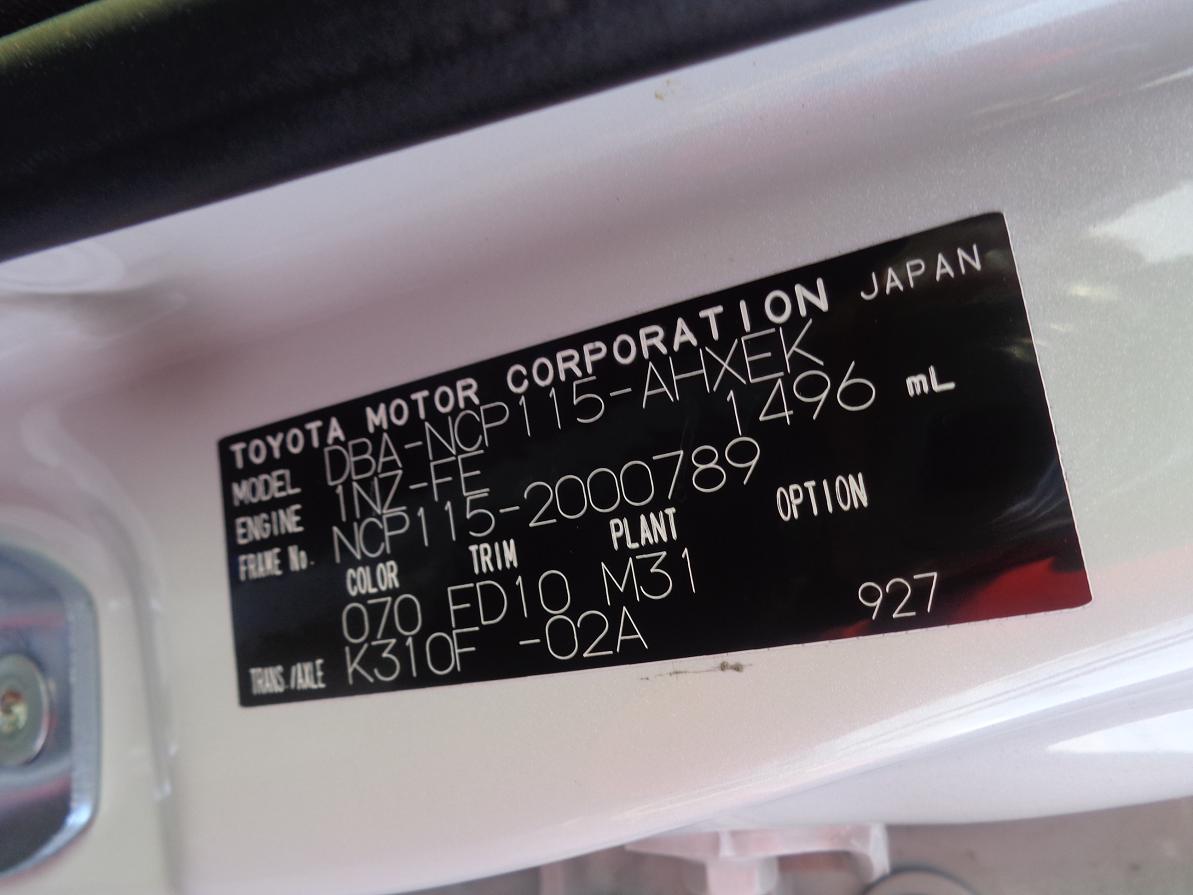 TOYOTA MOTOR CORPORATION JAPAN
MODEL DBA-NCP115-AHXEK
ENGINE 1NZ-FE 1496 mL
FRAME No. NCP115-2000789
COLOR TRIM PLANT OPTION
070 FD10 M31
TRANS./AXLE K310F -02A 927